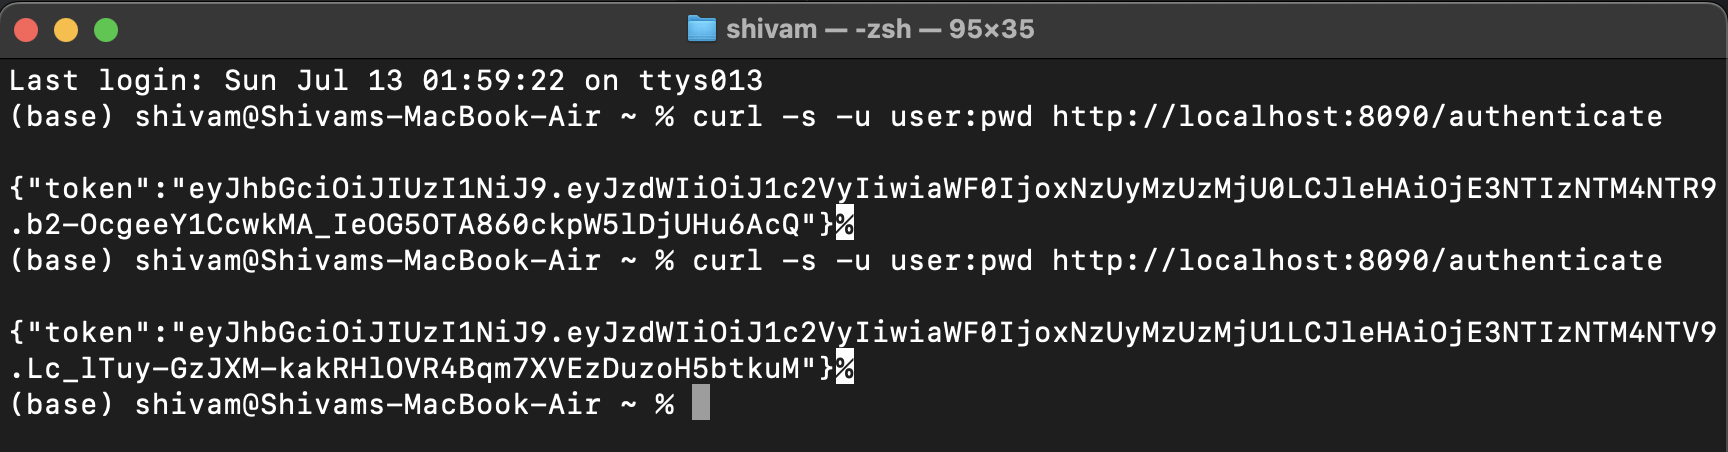 shivam — -zsh — 95×35
Last login: Sun Jul 13 01:59:22 on ttys013
(base) shivam@Shivams-MacBook-Air ~ % curl -s -u user:pwd http://localhost:8090/authenticate
{"token":"eyJhbGciOiJIUzI1NiJ9.eyJzdWIiOiJ1c2VyIiwiaWF0IjoxNzUyMzUzMjU0LCJleHAiOjE3NTIzNTM4NTR9
.b2-OcgeeY1CcwkMA_IeOG5OTA860ckpW5lDjUHu6AcQ"}%
(base) shivam@Shivams-MacBook-Air ~ % curl -s -u user:pwd http://localhost:8090/authenticate
{"token":"eyJhbGciOiJIUzI1NiJ9.eyJzdWIiOiJ1c2VyIiwiaWF0IjoxNzUyMzUzMjU1LCJleHAiOjE3NTIzNTM4NTV9
.Lc_lTuy-GzJXM-kakRHlOVR4Bqm7XVEzDuzoH5btkuM"}%
(base) shivam@Shivams-MacBook-Air ~ %